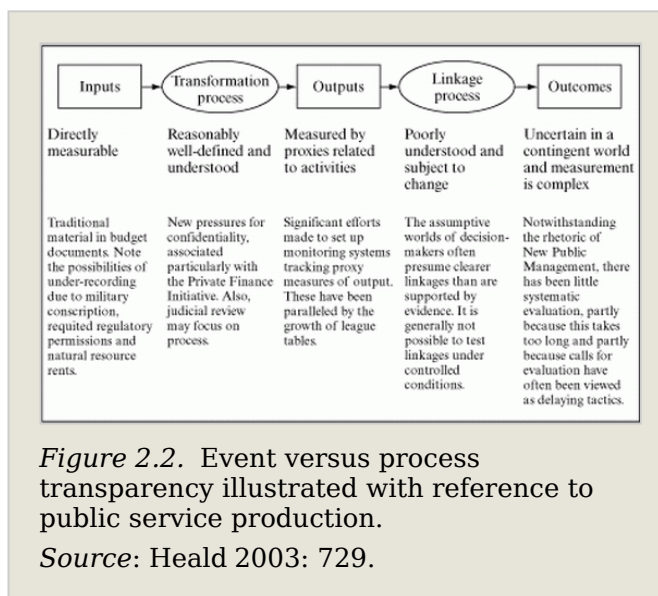 Inputs
Transformation
process
Outputs
Linkage
process
Outcomes
Directly
measurable
Reasonably
well-defined and
understood
Measured by
proxies related
to activities
Poorly
understood and
subject to
change
Uncertain in a
contingent world
and measurement
is complex
Traditional
material in budget
documents. Note
the possibilities of
under-recording
due to military
conscription,
requited regulatory
permissions and
natural resource
rents.
New pressures for
confidentiality,
associated
particularly with
the Private Finance
Initiative. Also,
judicial review
may focus on
process.
Significant efforts
made to set up
monitoring systems
tracking proxy
measures of output.
These have been
paralleled by the
growth of league
tables.
The assumptive
worlds of decision-
makers often
presume clearer
linkages than are
supported by
evidence. It is
generally not
possible to test
linkages under
controlled
conditions.
Notwithstanding
the rhetoric of
New Public
Management, there
has been little
systematic
evaluation, partly
because this takes
too long and partly
because calls for
evaluation have
often been viewed
as delaying tactics.
Figure 2.2. Event versus process
transparency illustrated with reference to
public service production.
Source: Heald 2003: 729.